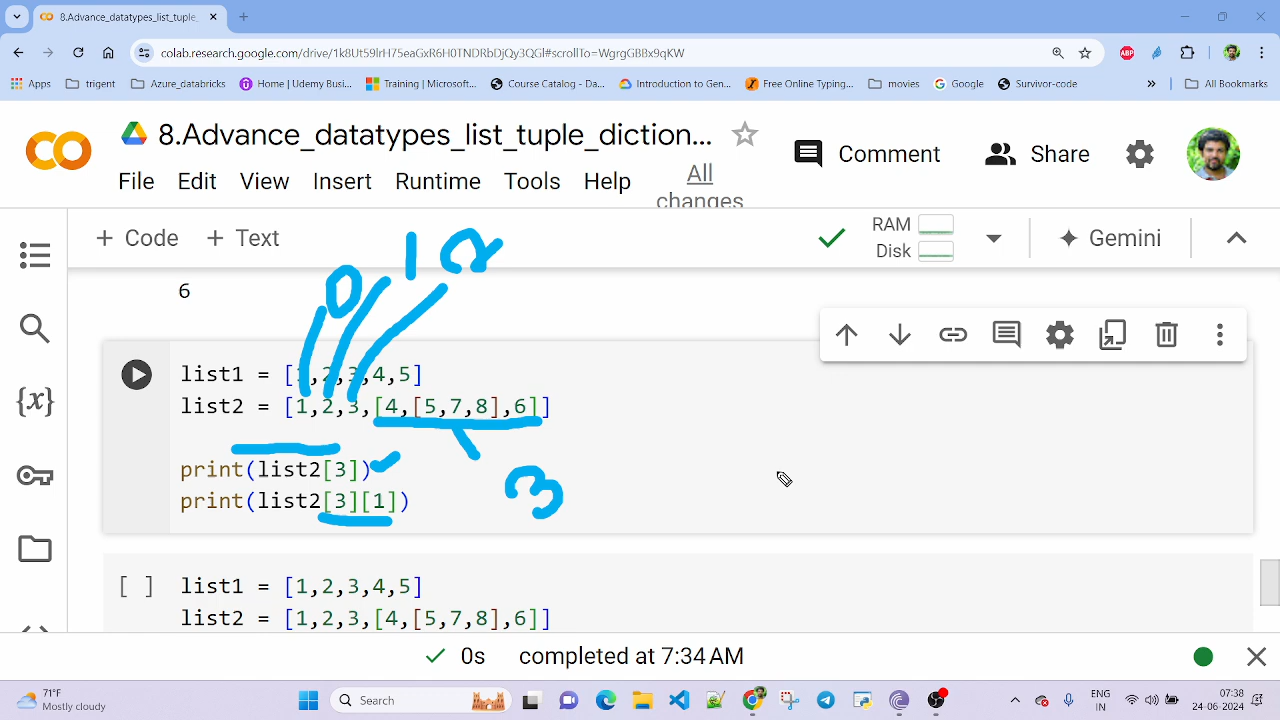 8.Advance_datatypes_list_tuple_
colab.research.google.com/drive/1k8Ut59lrH75eaGxR6H0TNDRbDjQy3QGl#scrollTo=WgrgG8Bx9qKW
Apps trigent Azure_databricks Home | Udemy Busi... Training | Microsoft... Course Catalog - Da... Introduction to Gen... Free Online Typing... movies Google Survivor-code » All Bookmarks
8.Advance_datatypes_list_tuple_diction...
Comment Share
File Edit View Insert Runtime Tools Help All changes
+ Code + Text
RAM
Disk
Gemini
0 1 2
6
list1 = [1,2,3,4,5]
list2 = [1,2,3,[4,[5,7,8],6]]
print(list2[3])
print(list2[3][1])
3
[ ] list1 = [1,2,3,4,5]
list2 = [1,2,3,[4,[5,7,8],6]]
0s completed at 7:34 AM
71°F
Mostly cloudy
Search
ENG
IN
07:38
24-06-2024